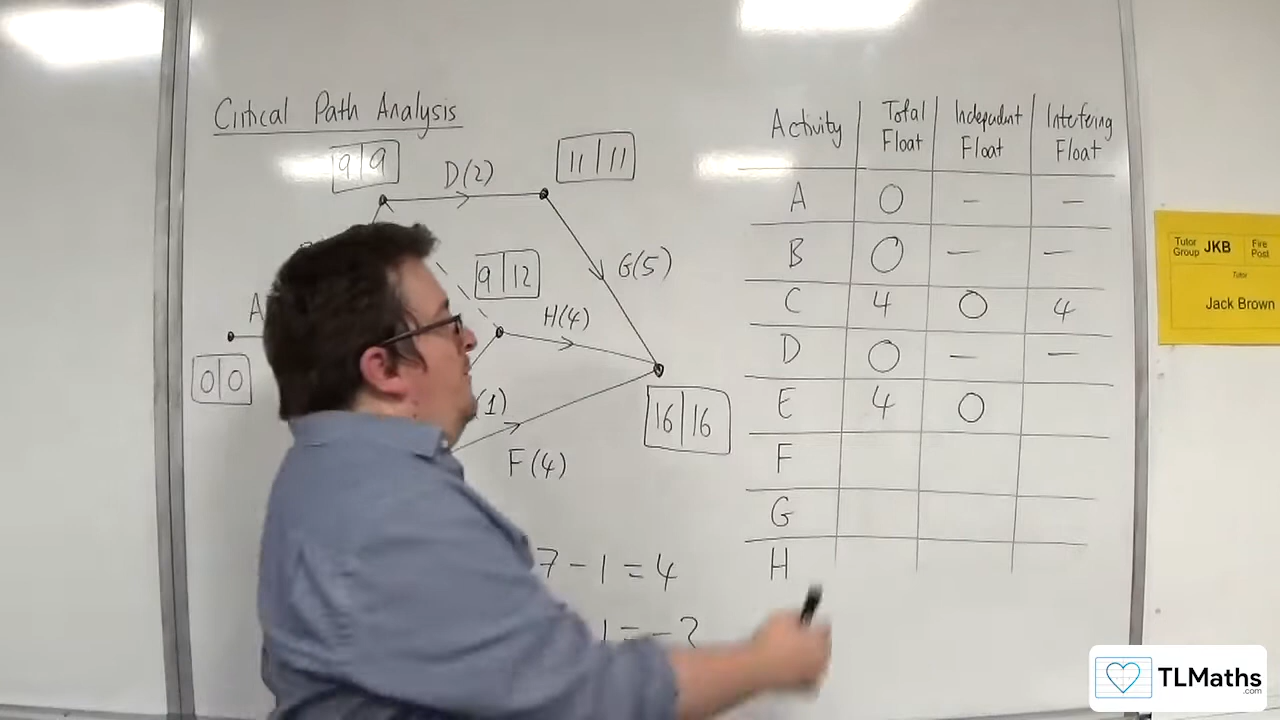 Critical Path Analysis
9 | 9
D(2)
11 | 11
9 | 12
G(5)
H(4)
A
0 | 0
(1)
F(4)
16 | 16
7 - 1 = 4
1 = -2
Activity | Total Float | Independent Float | Interfering Float
A | 0 | - | -
B | 0 | - | -
C | 4 | 0 | 4
D | 0 | - | -
E | 4 | 0
F
G
H
Tutor Group JKB Fire Post
Tutor
Jack Brown
TLMaths
.com